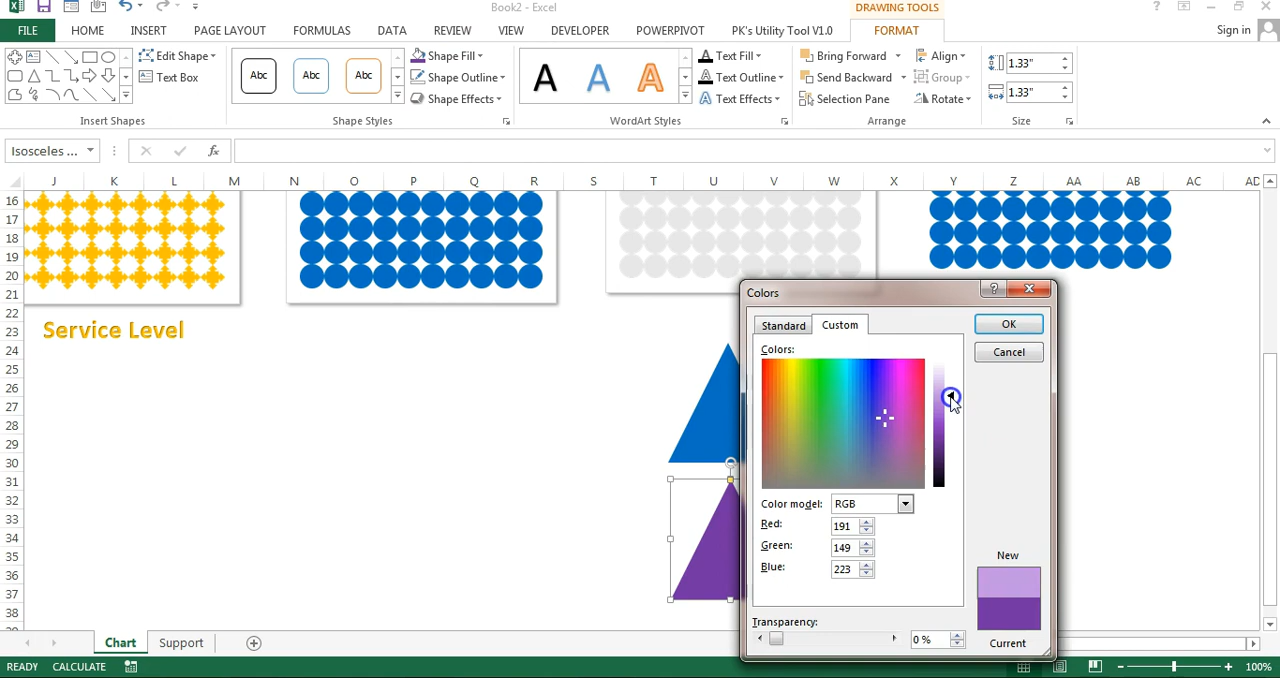 Book2 - Excel
DRAWING TOOLS
FILE HOME INSERT PAGE LAYOUT FORMULAS DATA REVIEW VIEW DEVELOPER POWERPIVOT PK's Utility Tool V1.0 FORMAT Sign in
Edit Shape
Text Box
Insert Shapes
Abc Abc Abc
Shape Fill
Shape Outline
Shape Effects
Shape Styles
A A A
Text Fill
Text Outline
Text Effects
WordArt Styles
Bring Forward
Send Backward
Selection Pane
Align
Group
Rotate
Arrange
1.33"
1.33"
Size
Isosceles ...
fx
J K L M N O P Q R S T U V W X Y Z AA AB AC AD
16
17
18
19
20
21
22
23
24
25
26
27
28
29
30
31
32
33
34
35
36
37
38
Service Level
Colors
Standard Custom
OK
Cancel
Colors:
Color model: RGB
Red: 191
Green: 149
Blue: 223
New
Current
Transparency:
0 %
Chart Support
READY CALCULATE 100%